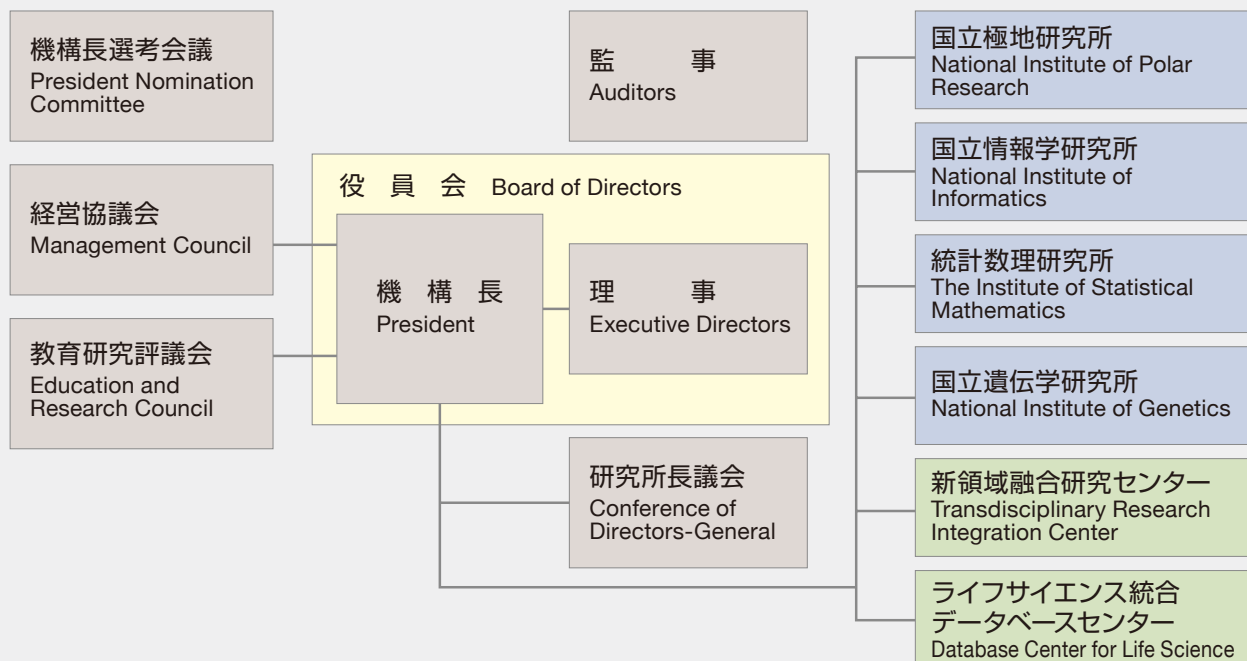 機構長選考会議
President Nomination
Committee
経営協議会
Management Council
教育研究評議会
Education and
Research Council
監 事
Auditors
役 員 会 Board of Directors
機 構 長
President
理 事
Executive Directors
研究所長議会
Conference of
Directors-General
国立極地研究所
National Institute of Polar
Research
国立情報学研究所
National Institute of
Informatics
統計数理研究所
The Institute of Statistical
Mathematics
国立遺伝学研究所
National Institute of Genetics
新領域融合研究センター
Transdisciplinary Research
Integration Center
ライフサイエンス統合
データベースセンター
Database Center for Life Science